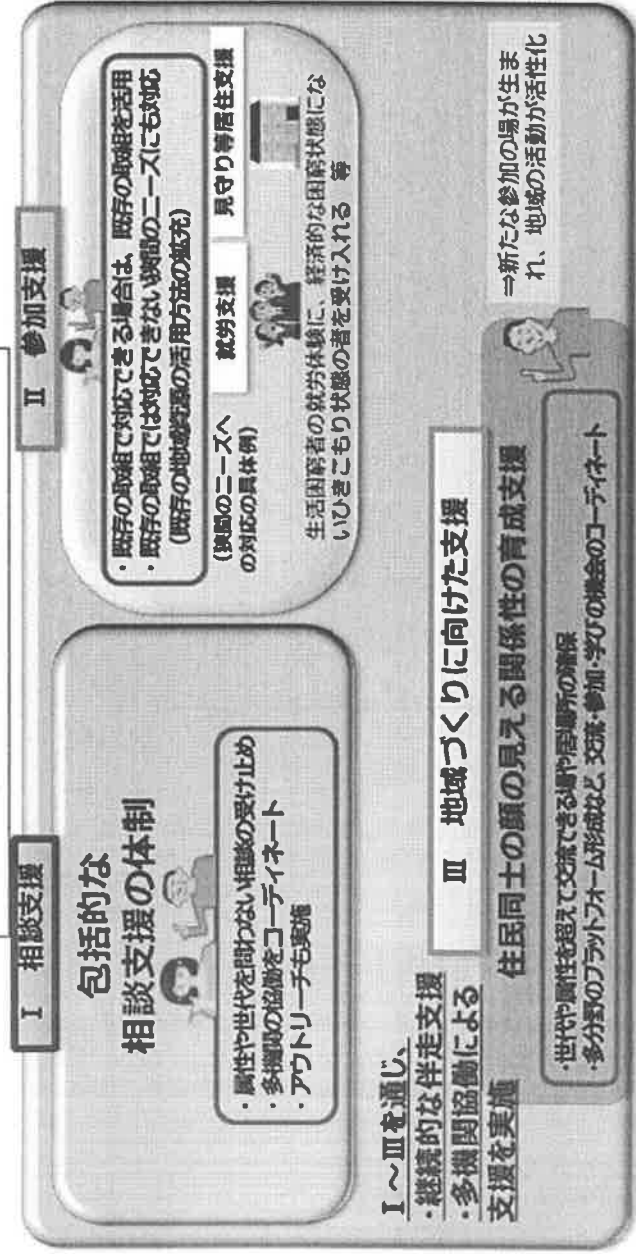 I 相談支援
包括的な
相談支援の体制
・属性や世代を問わない相談の受け止め
・多機関の協働をコーディネート
・アウトリーチも実施
II 参加支援
・既存の取組で対応できる場合は、既存の取組を活用
・既存の取組では対応できない狭間のニーズにも対応
(既存の地域資源の活用方法の拡充)
(狭間のニーズへ
の対応の具体例)
就労支援
見守り等居住支援
生活困窮者の就労体験に、経済的な困窮状態にな
いひきこもり状態の者を受け入れる 等
I～IIIを通じ、
・継続的な伴走支援
・多機関協働による
支援を実施
III 地域づくりに向けた支援
住民同士の顔の見える関係性の育成支援
・世代や属性を超えて交流できる場や居場所の確保
・多分野のプラットフォーム形成など、交流・参加・学びの機会のコーディネート
⇒新たな参加の場が生ま
れ、地域の活動が活性化